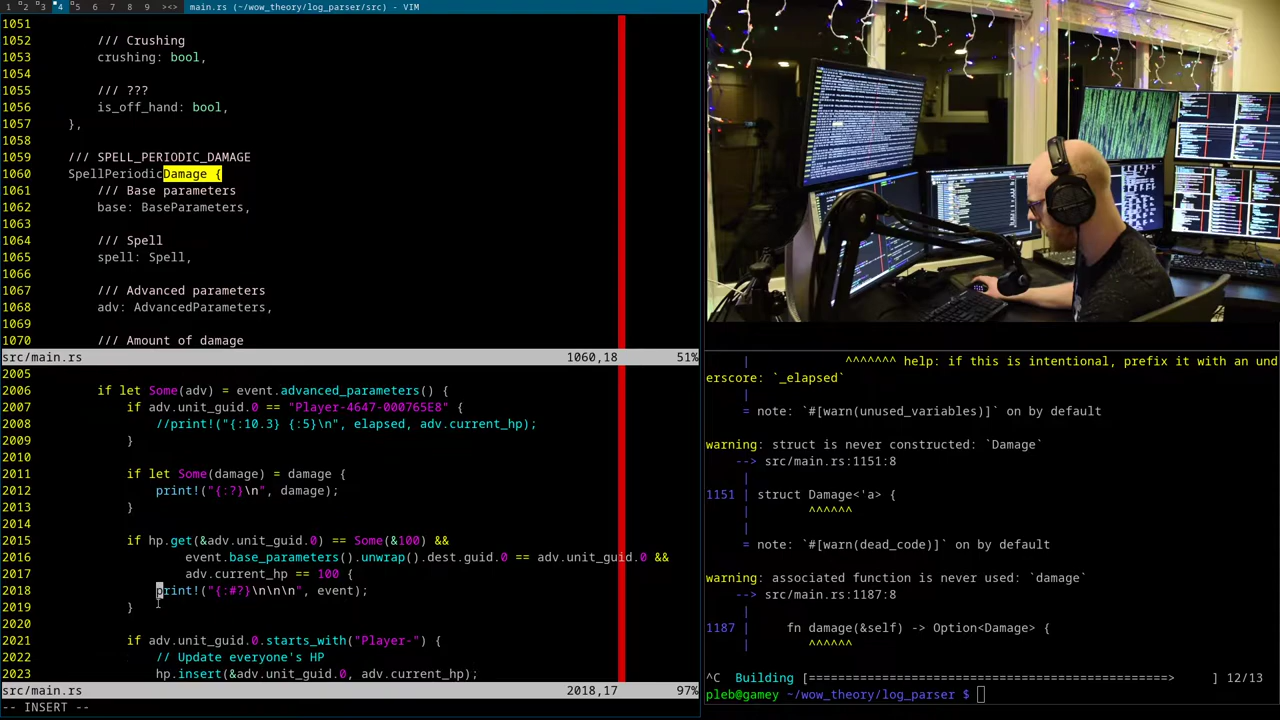 1 2 3 4 5 6 7 8 9 ><> main.rs (~/wow_theory/log_parser/src) - VIM
1051
1052 /// Crushing
1053 crushing: bool,
1054
1055 /// ???
1056 is_off_hand: bool,
1057 },
1058
1059 /// SPELL_PERIODIC_DAMAGE
1060 SpellPeriodicDamage {
1061 /// Base parameters
1062 base: BaseParameters,
1063
1064 /// Spell
1065 spell: Spell,
1066
1067 /// Advanced parameters
1068 adv: AdvancedParameters,
1069
1070 /// Amount of damage
src/main.rs 1060,18 51%
2005
2006 if let Some(adv) = event.advanced_parameters() {
2007 if adv.unit_guid.0 == "Player-4647-000765E8" {
2008 //print!("{:10.3} {:5}\n", elapsed, adv.current_hp);
2009 }
2010
2011 if let Some(damage) = damage {
2012 print!("{:?}\n", damage);
2013 }
2014
2015 if hp.get(&adv.unit_guid.0) == Some(&100) &&
2016 event.base_parameters().unwrap().dest.guid.0 == adv.unit_guid.0 &&
2017 adv.current_hp == 100 {
2018 print!("{:#?}\n\n\n", event);
2019 }
2020
2021 if adv.unit_guid.0.starts_with("Player-") {
2022 // Update everyone's HP
2023 hp.insert(&adv.unit_guid.0, adv.current_hp);
src/main.rs 2018,17 97%
-- INSERT --
| ^^^^^^^ help: if this is intentional, prefix it with an und
erscore: `_elapsed`
|
= note: `#[warn(unused_variables)]` on by default

warning: struct is never constructed: `Damage`
--> src/main.rs:1151:8
|
1151 | struct Damage<'a> {
| ^^^^^^
|
= note: `#[warn(dead_code)]` on by default

warning: associated function is never used: `damage`
--> src/main.rs:1187:8
|
1187 | fn damage(&self) -> Option<Damage> {
| ^^^^^^

^C Building [==================================================> ] 12/13
pleb@gamey ~/wow_theory/log_parser $